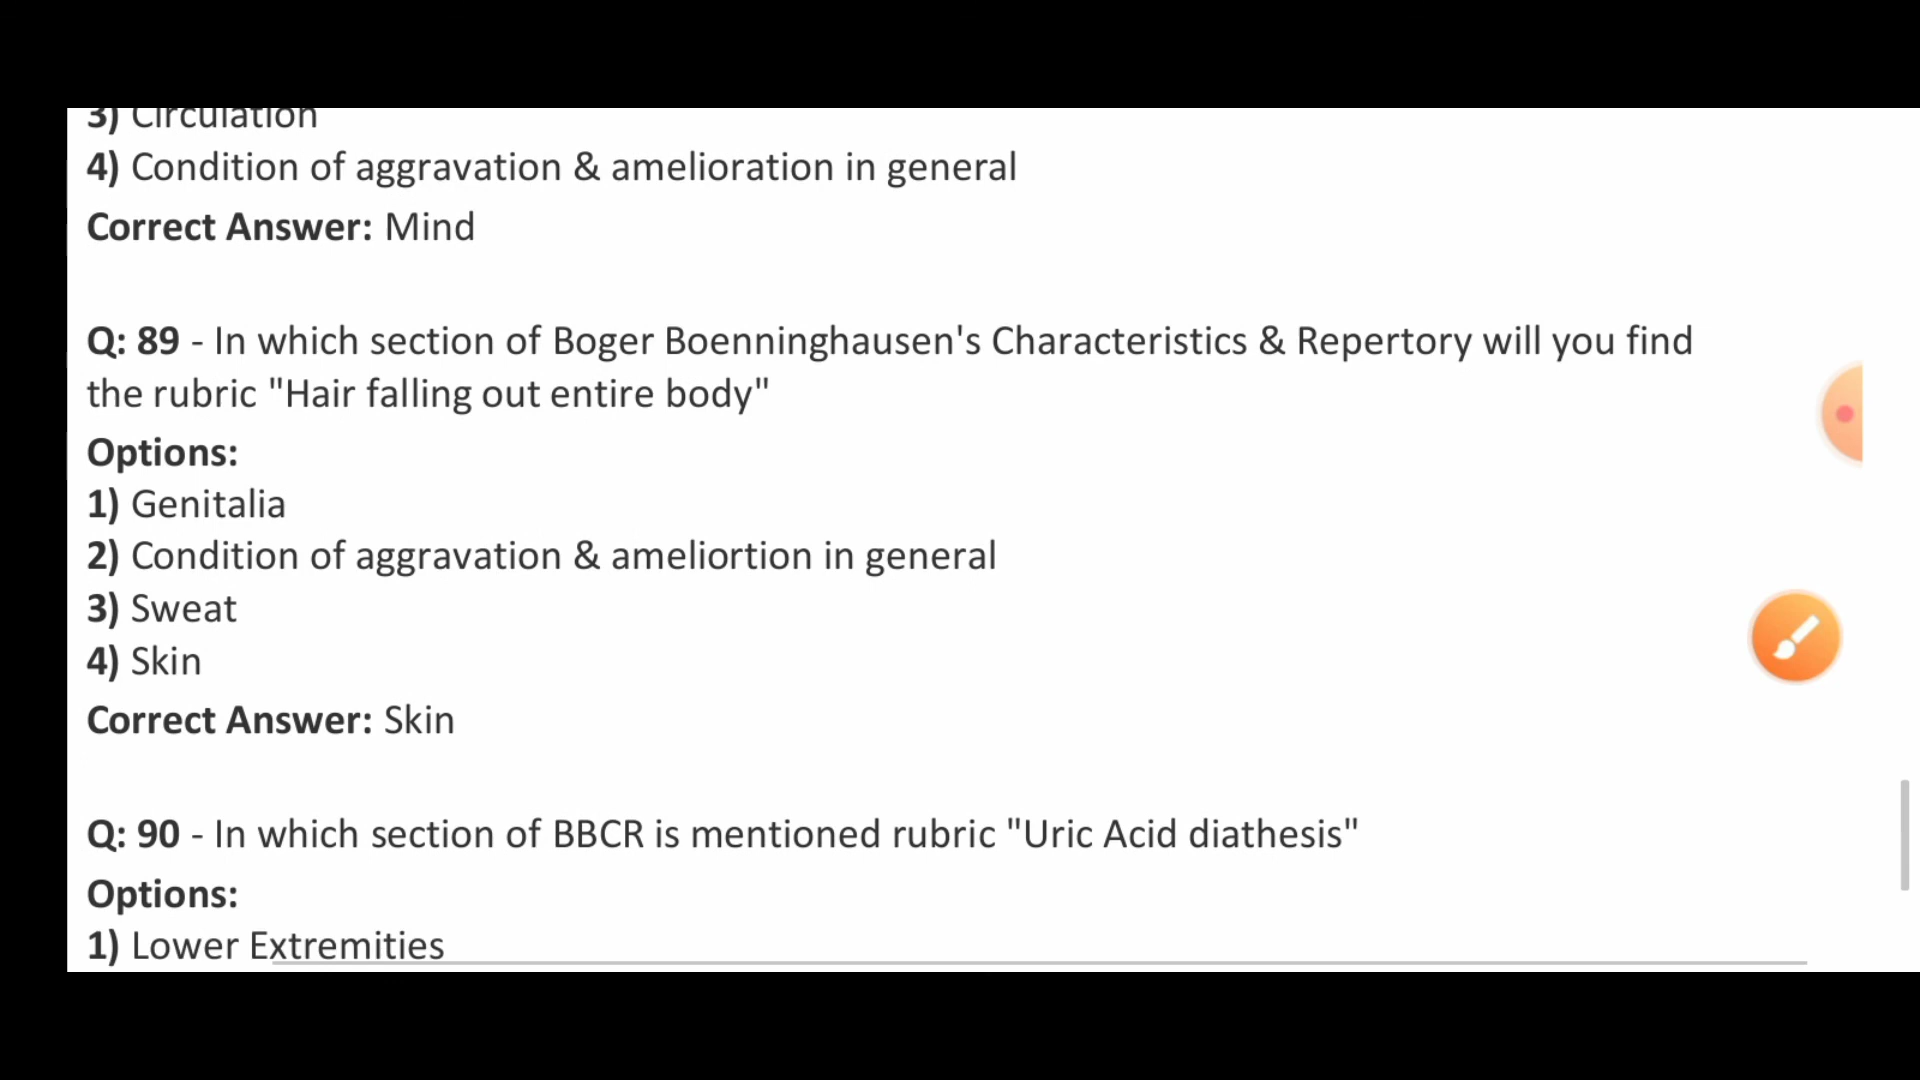 3) Circulation
4) Condition of aggravation & amelioration in general
Correct Answer: Mind
Q: 89 - In which section of Boger Boenninghausen's Characteristics & Repertory will you find
the rubric "Hair falling out entire body"
Options:
1) Genitalia
2) Condition of aggravation & ameliortion in general
3) Sweat
4) Skin
Correct Answer: Skin
Q: 90 - In which section of BBCR is mentioned rubric "Uric Acid diathesis"
Options:
1) Lower Extremities